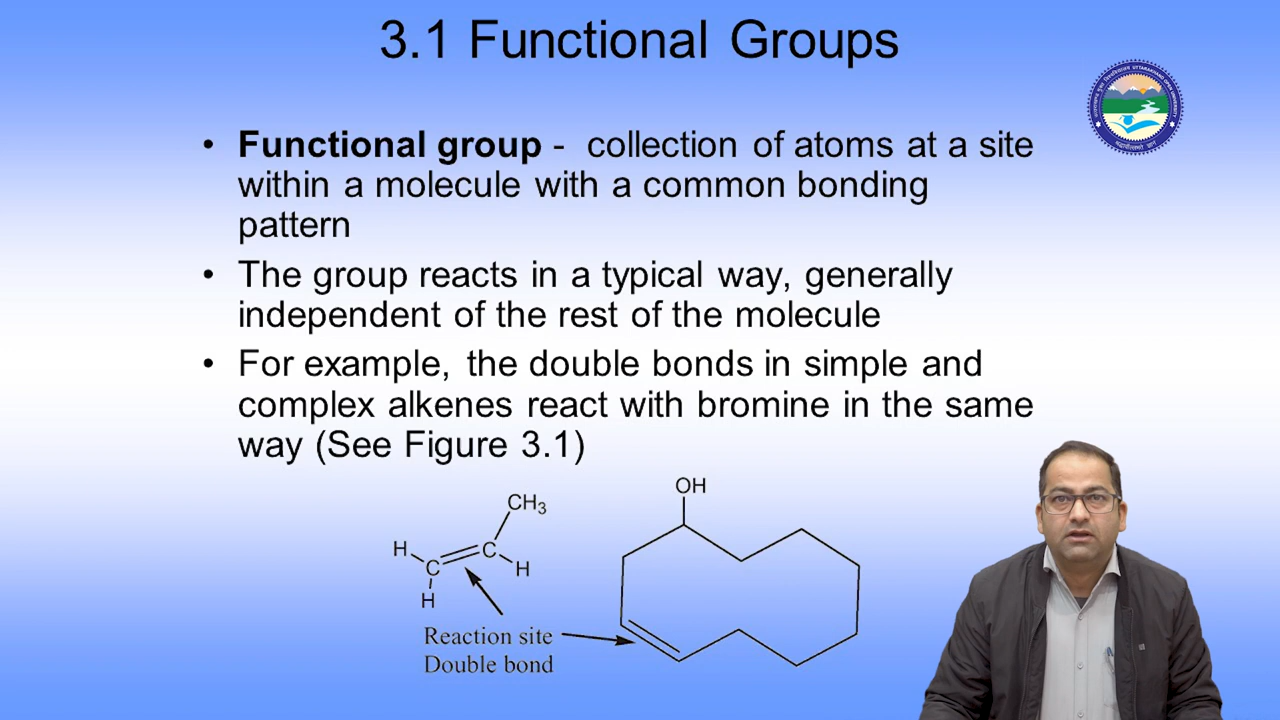 3.1 Functional Groups
• Functional group - collection of atoms at a site
within a molecule with a common bonding
pattern
• The group reacts in a typical way, generally
independent of the rest of the molecule
• For example, the double bonds in simple and
complex alkenes react with bromine in the same
way (See Figure 3.1)
OH
CH3
H
C
C
H
H
Reaction site
Double bond
UTTARAKHAND OPEN UNIVERSITY